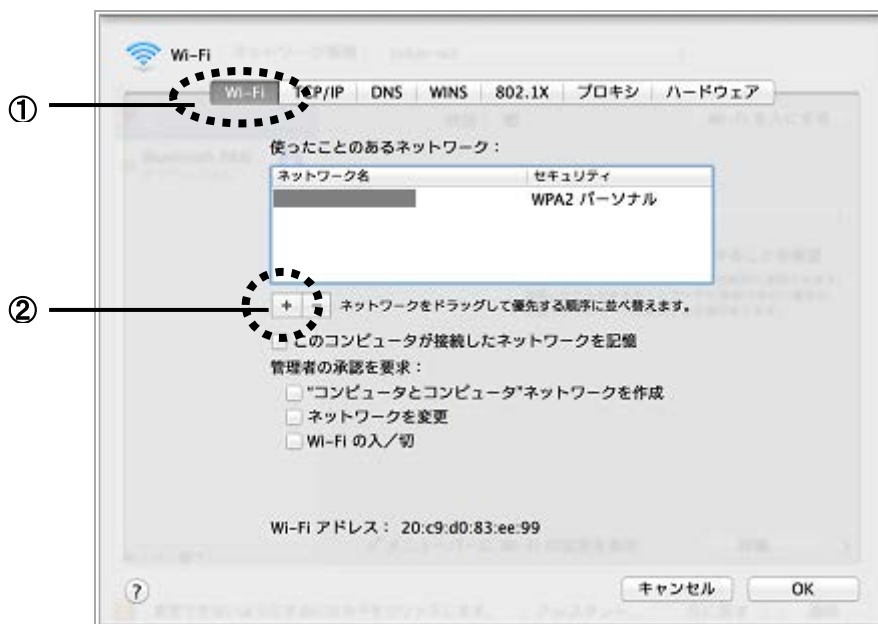 Wi-Fi
①
Wi-Fi TCP/IP DNS WINS 802.1X プロキシ ハードウェア
使ったことのあるネットワーク：
ネットワーク名 セキュリティ
WPA2 パーソナル
②
+ − ネットワークをドラッグして優先する順序に並べ替えます。
このコンピュータが接続したネットワークを記憶
管理者の承認を要求：
"コンピュータとコンピュータ"ネットワークを作成
ネットワークを変更
Wi-Fi の入／切
Wi-Fi アドレス： 20:c9:d0:83:ee:99
? キャンセル OK